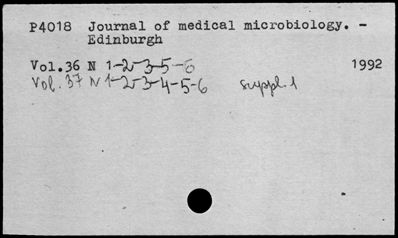 P4018 Journal of medical microbiology. -
Edinburgh
Vol.36 N 1-2-3-5-6 1992
Vol. 37 N 1-2-3-4-5-6 suppl. 1